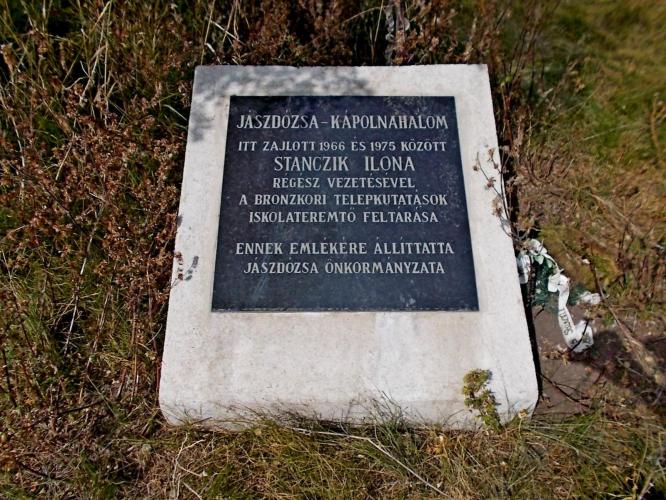 JÁSZDÓZSA-KÁPOLNAHALOM
ITT ZAJLOTT 1966 ÉS 1975 KÖZÖTT
STANCZIK ILONA
RÉGÉSZ VEZETÉSÉVEL
A BRONZKORI TELEPKUTATÁSOK
ISKOLATEREMTŐ FELTÁRÁSA
ENNEK EMLÉKÉRE ÁLLÍTTATTA
JÁSZDÓZSA ÖNKORMÁNYZATA